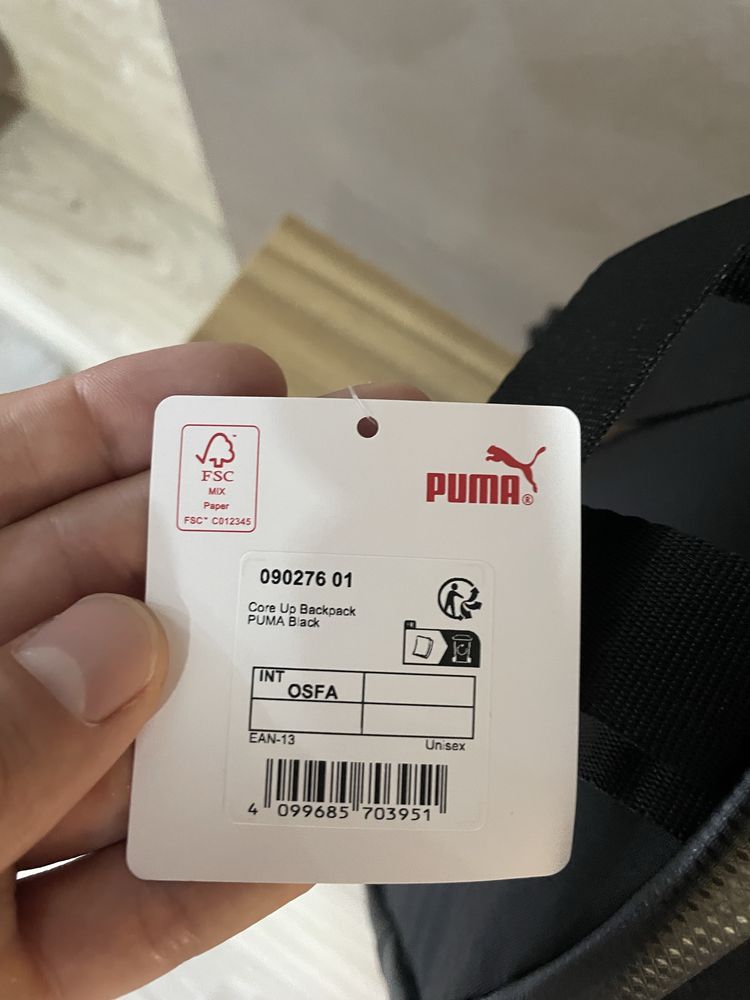 FSC
MIX
Paper
FSC™ C012345
PUMA®
090276 01
Core Up Backpack
PUMA Black
INT
OSFA
EAN-13
Unisex
4 099685 703951